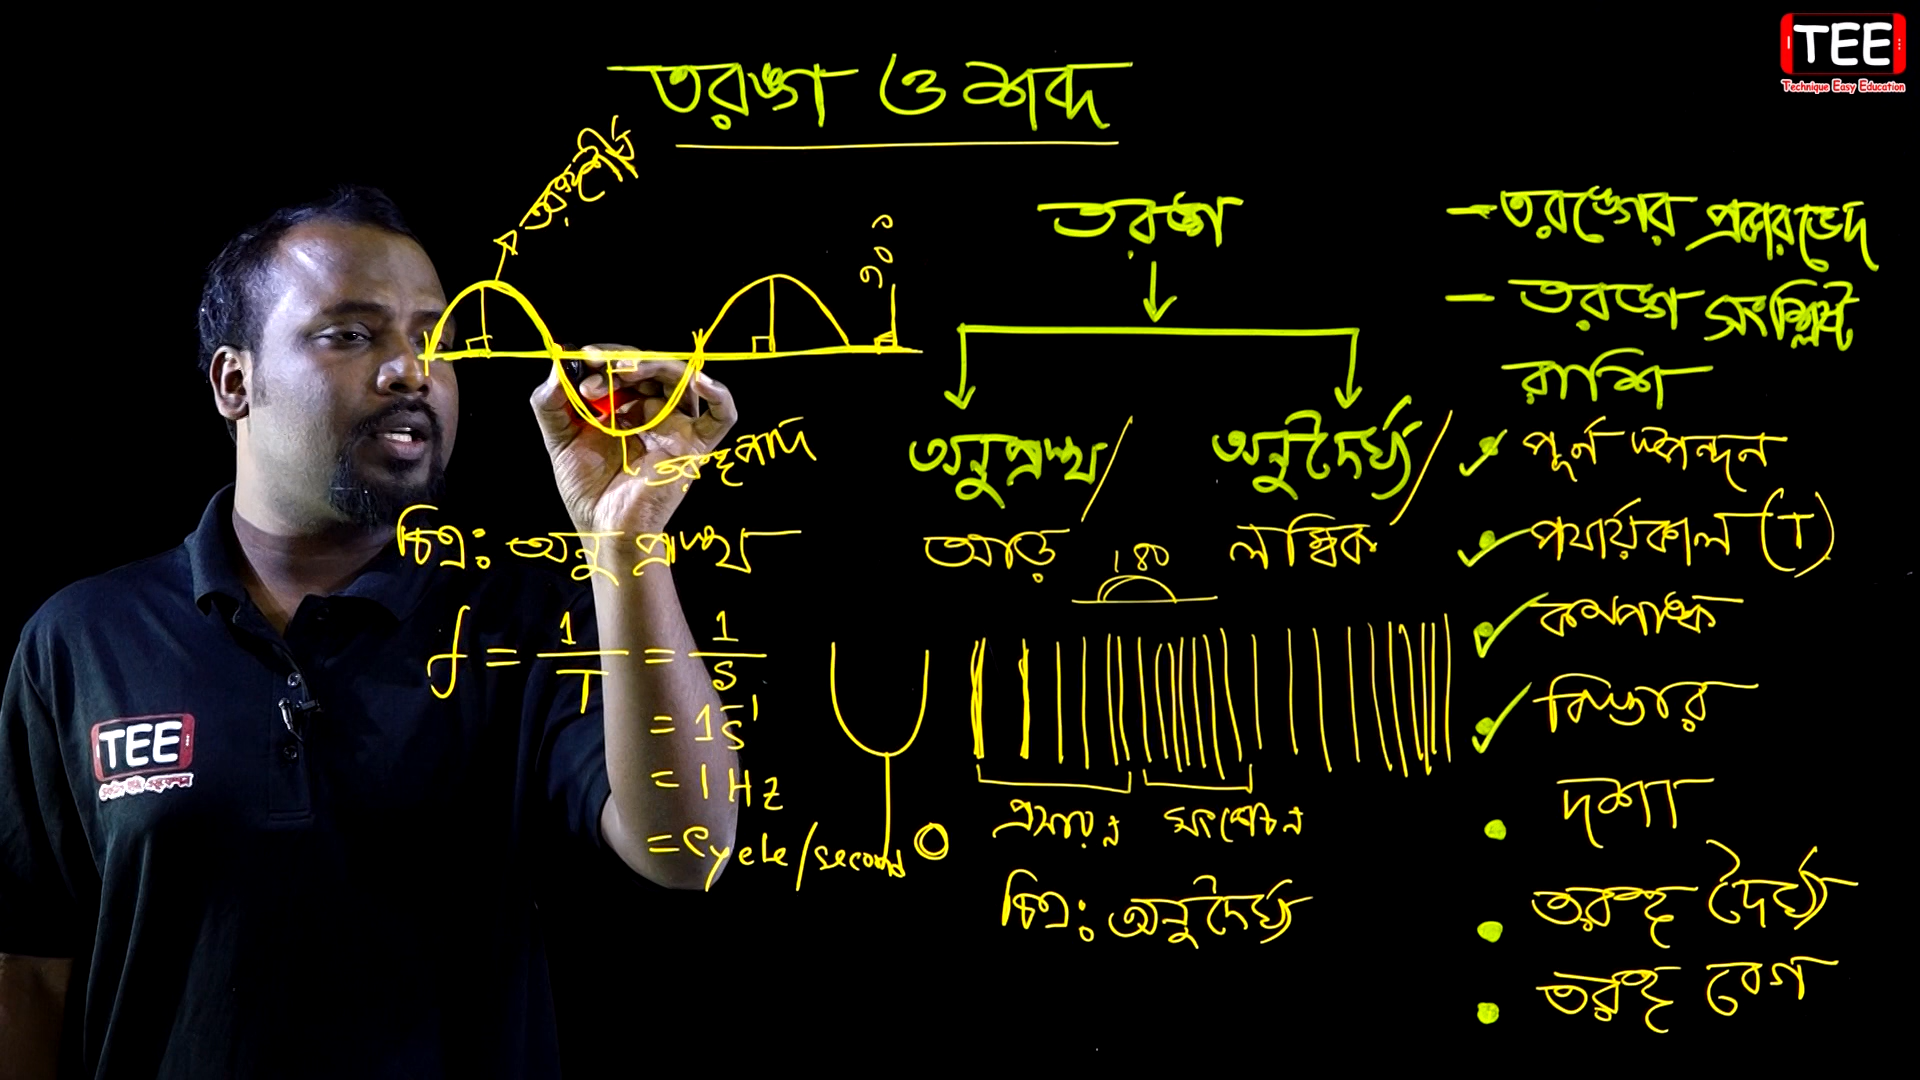 TEE
Technique Easy Education
তরঙ্গ ও শব্দ
তরঙ্গশীর্ষ
90°
তরঙ্গপাদ
চিত্র: অনুপ্রস্থ
f = 1/T = 1/S
= 1S⁻¹
= 1 Hz
= Cycle/second
তরঙ্গ
অনুপ্রস্থ/
আড়
অনুদৈর্ঘ্য/
লম্বিক
180
প্রসারণ
সংকোচন
চিত্র: অনুদৈর্ঘ্য
- তরঙ্গের প্রকারভেদ
- তরঙ্গ সংশ্লিষ্ট
রাশি
পূর্ন স্পন্দন
পর্যায়কাল (T)
কম্পাঙ্ক
বিস্তার
দশা
তরঙ্গ দৈর্ঘ্য
তরঙ্গ বেগ
TEE